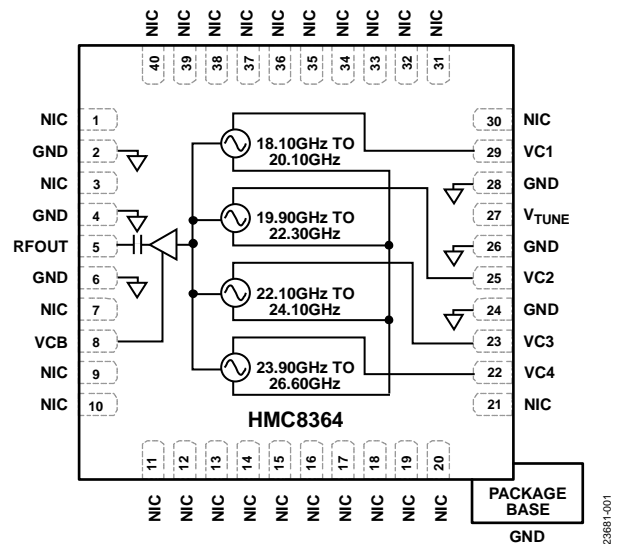 NIC NIC NIC NIC NIC NIC NIC NIC NIC NIC
40 39 38 37 36 35 34 33 32 31
NIC 1
GND 2
NIC 3
GND 4
RFOUT 5
GND 6
NIC 7
VCB 8
NIC 9
NIC 10
18.10GHz TO
20.10GHz
19.90GHz TO
22.30GHz
22.10GHz TO
24.10GHz
23.90GHz TO
26.60GHz
HMC8364
30 NIC
29 VC1
28 GND
27 VTUNE
26 GND
25 VC2
24 GND
23 VC3
22 VC4
21 NIC
11 12 13 14 15 16 17 18 19 20
NIC NIC NIC NIC NIC NIC NIC NIC NIC NIC
PACKAGE
BASE
GND
23681-001